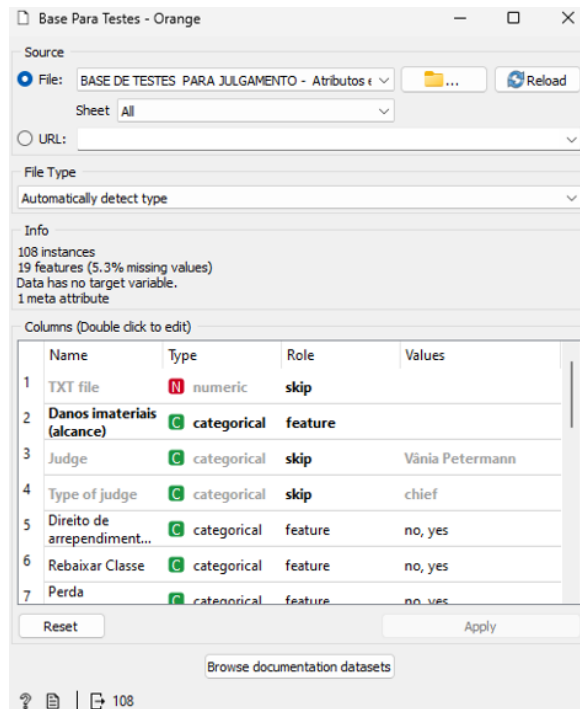 Base Para Testes - Orange
Source
File: BASE DE TESTES PARA JULGAMENTO - Atributos e ... Reload
Sheet All
URL:
File Type
Automatically detect type
Info
108 instances
19 features (5.3% missing values)
Data has no target variable.
1 meta attribute
Columns (Double click to edit)
Name Type Role Values
1 TXT file N numeric skip
2 Danos imateriais (alcance) C categorical feature
3 Judge C categorical skip Vânia Petermann
4 Type of judge C categorical skip chief
5 Direito de arrependiment... C categorical feature no, yes
6 Rebaixar Classe C categorical feature no, yes
7 Perda C categorical feature no, yes
Reset Apply
Browse documentation datasets
? 108